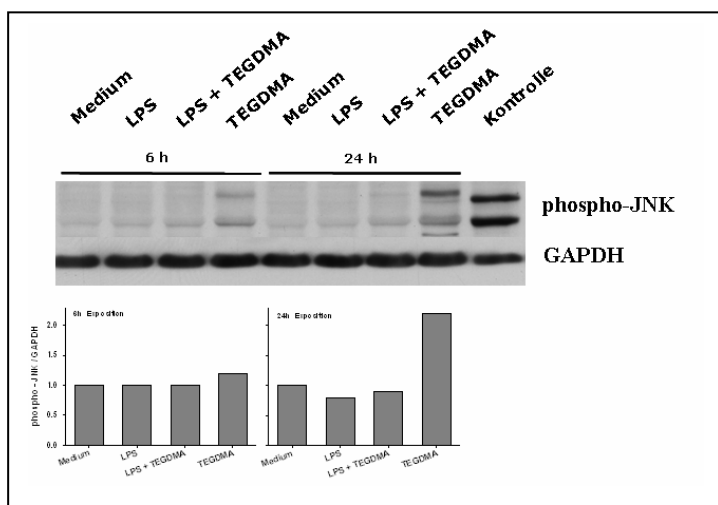 Medium LPS LPS + TEGDMA TEGDMA Medium LPS LPS + TEGDMA TEGDMA Kontrolle
6 h 24 h
phospho-JNK
GAPDH
6h Exposition 24h Exposition
phospho-JNK / GAPDH
2.0
1.5
1.0
0.5
0.0
Medium LPS LPS + TEGDMA TEGDMA Medium LPS LPS + TEGDMA TEGDMA